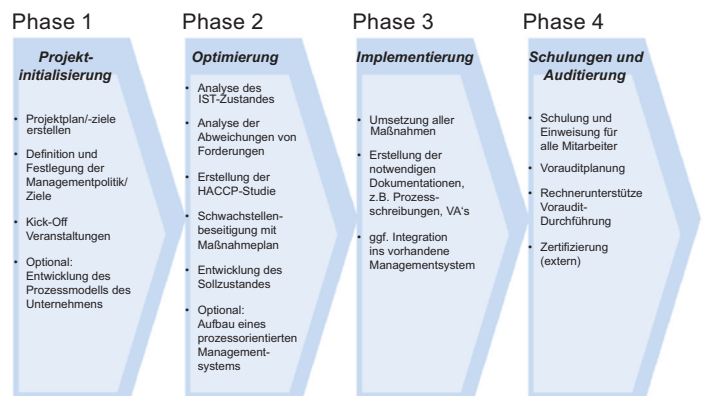 Phase 1
Projekt-
initialisierung
• Projektplan/-ziele
erstellen
• Definition und
Festlegung der
Managementpolitik/
Ziele
• Kick-Off
Veranstaltungen
• Optional:
Entwicklung des
Prozessmodells des
Unternehmens
Phase 2
Optimierung
• Analyse des
IST-Zustandes
• Analyse der
Abweichungen von
Forderungen
• Erstellung der
HACCP-Studie
• Schwachstellen-
beseitigung mit
Maßnahmeplan
• Entwicklung des
Sollzustandes
• Optional:
Aufbau eines
prozessorientierten
Management-
systems
Phase 3
Implementierung
• Umsetzung aller
Maßnahmen
• Erstellung der
notwendigen
Dokumentationen,
z.B. Prozess-
schreibungen, VA's
• ggf. Integration
ins vorhandene
Managementsystem
Phase 4
Schulungen und
Auditierung
• Schulung und
Einweisung für
alle Mitarbeiter
• Vorauditplanung
• Rechnerunterstütze
Voraudit-
Durchführung
• Zertifizierung
(extern)